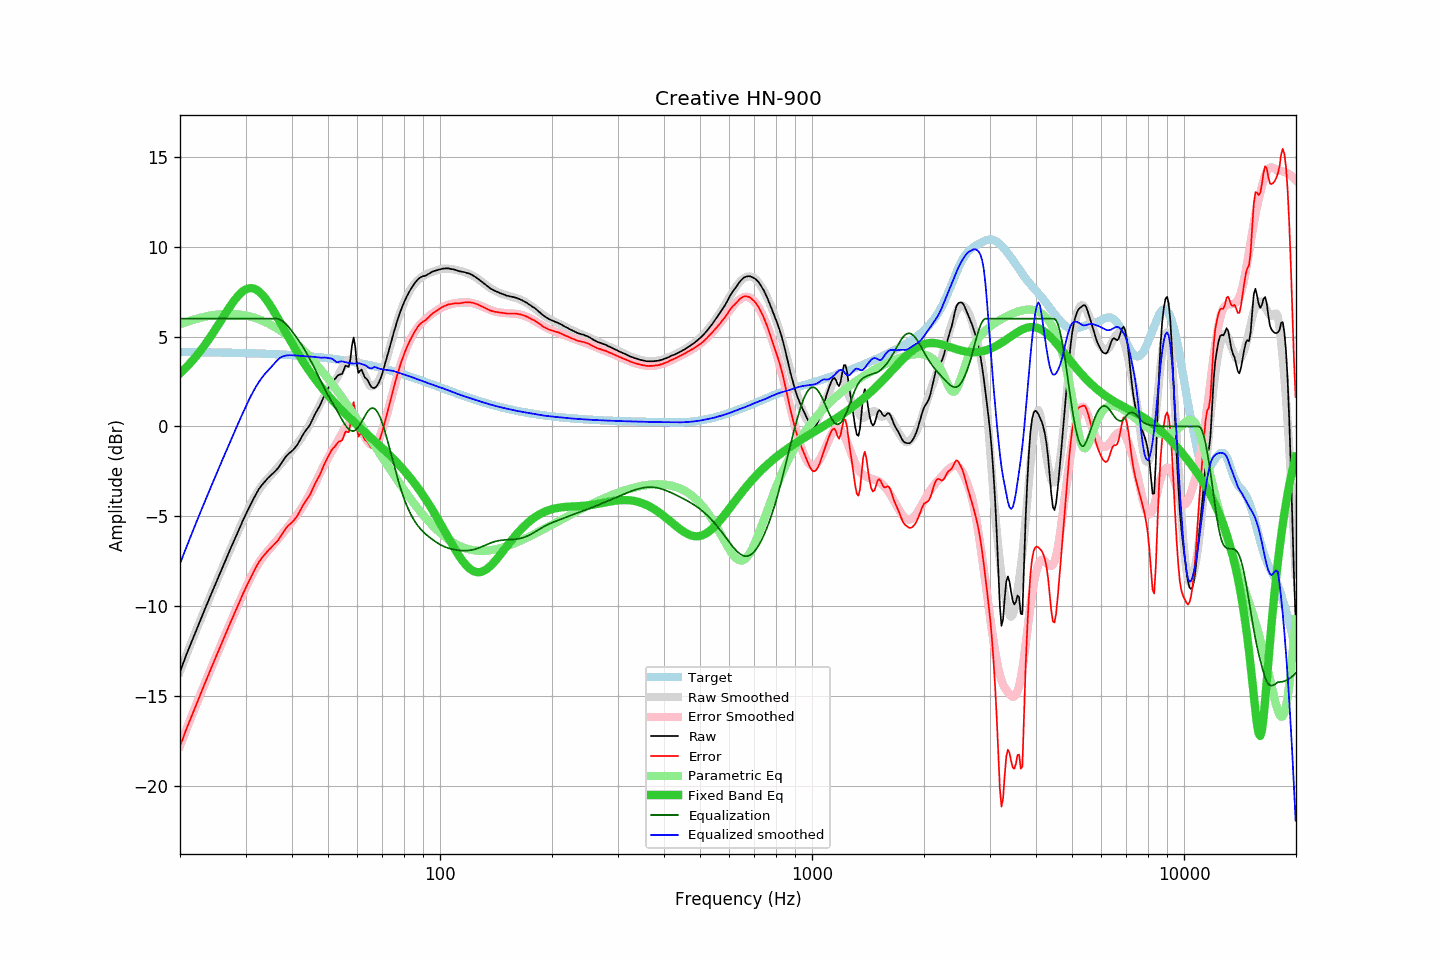 Creative HN-900
15
10
5
0
−5
−10
−15
−20
Amplitude (dBr)
100
1000
10000
Frequency (Hz)
Target
Raw Smoothed
Error Smoothed
Raw
Error
Parametric Eq
Fixed Band Eq
Equalization
Equalized smoothed